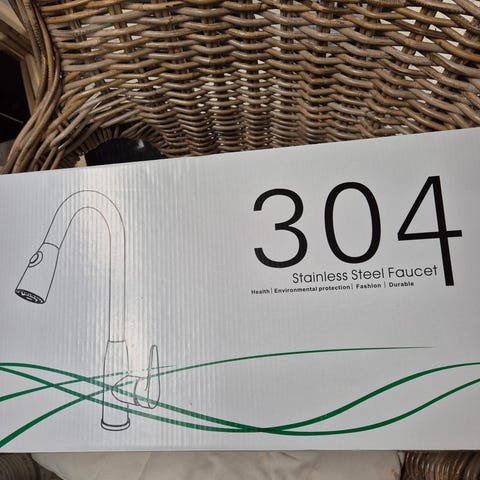 304
Stainless Steel Faucet
Health | Environmental protection | Fashion | Durable